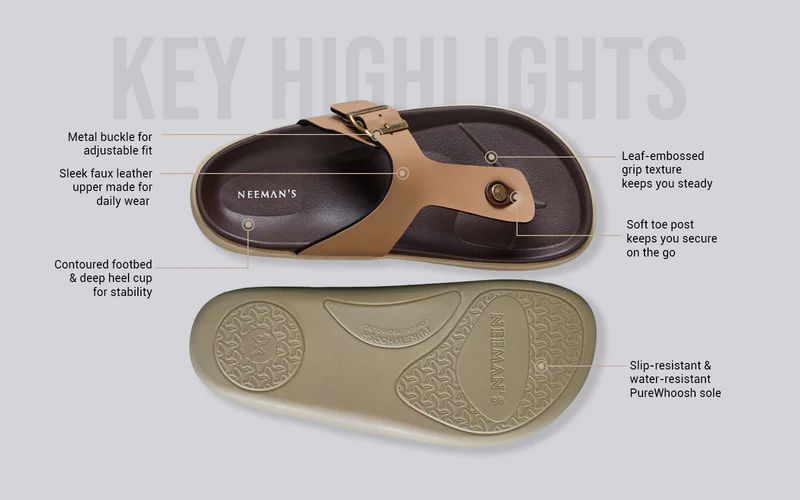 KEY HIGHLIGHTS
Metal buckle for
adjustable fit
Sleek faux leather
upper made for
daily wear
Contoured footbed
& deep heel cup
for stability
NEEMAN'S
Leaf-embossed
grip texture
keeps you steady
Soft toe post
keeps you secure
on the go
NEEMAN'S
Slip-resistant &
water-resistant
PureWhoosh sole